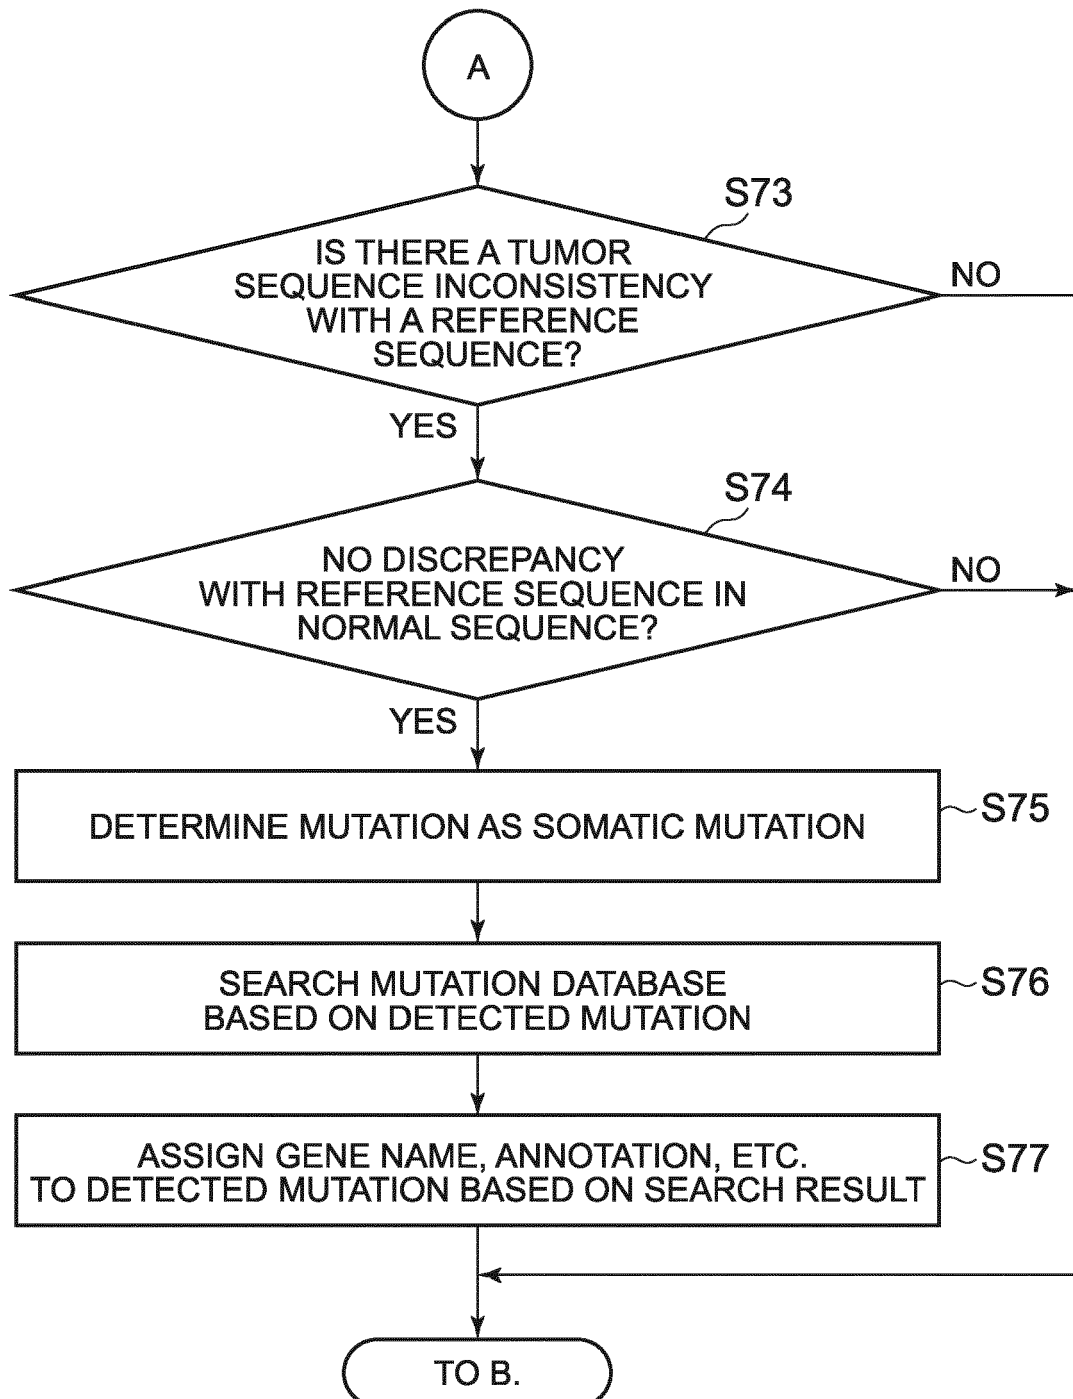 A
S73
IS THERE A TUMOR
SEQUENCE INCONSISTENCY
WITH A REFERENCE
SEQUENCE?
NO
YES
S74
NO DISCREPANCY
WITH REFERENCE SEQUENCE IN
NORMAL SEQUENCE?
NO
YES
DETERMINE MUTATION AS SOMATIC MUTATION
S75
SEARCH MUTATION DATABASE
BASED ON DETECTED MUTATION
S76
ASSIGN GENE NAME, ANNOTATION, ETC.
TO DETECTED MUTATION BASED ON SEARCH RESULT
S77
TO B.